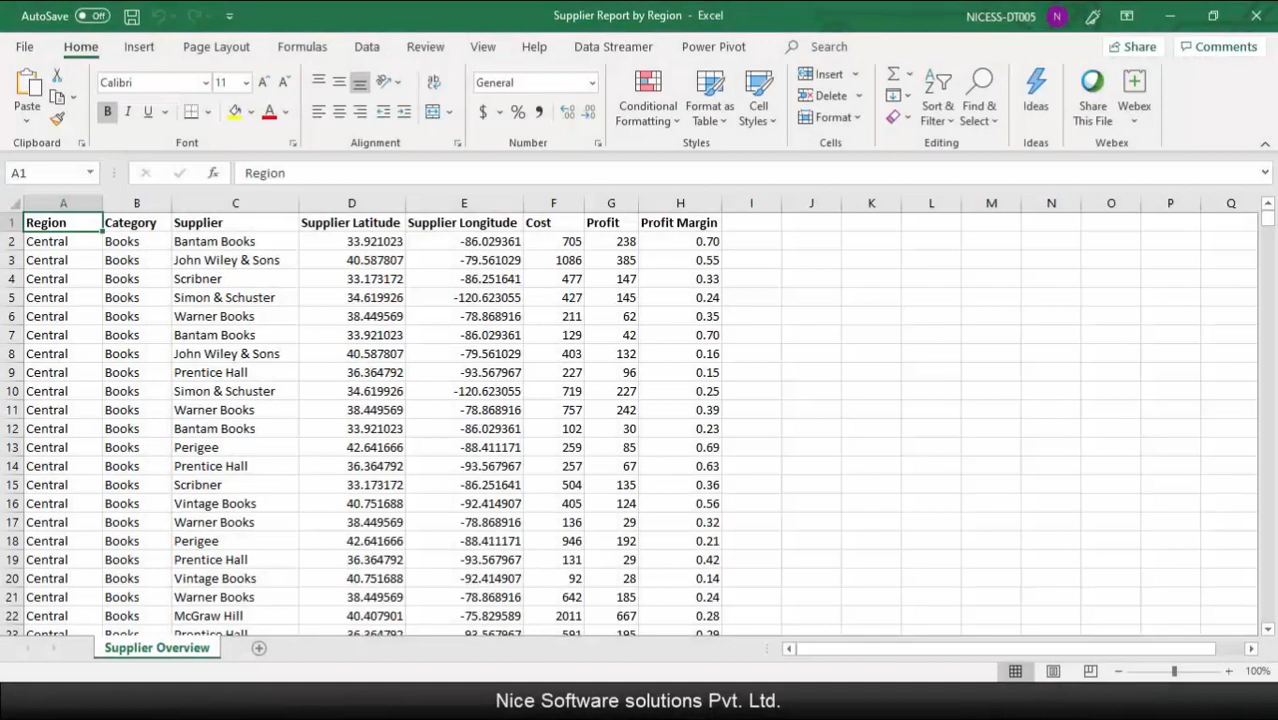 AutoSave Off Supplier Report by Region - Excel NICESS-DT005 N
File Home Insert Page Layout Formulas Data Review View Help Data Streamer Power Pivot Search Share Comments
Paste Calibri 11 General Conditional Formatting Format as Table Cell Styles Insert Delete Format Sort & Filter Find & Select Ideas Share This File Webex
Clipboard Font Alignment Number Styles Cells Editing Ideas Webex
A1 fx Region
A B C D E F G H I J K L M N O P Q
1 Region Category Supplier Supplier Latitude Supplier Longitude Cost Profit Profit Margin
2 Central Books Bantam Books 33.921023 -86.029361 705 238 0.70
3 Central Books John Wiley & Sons 40.587807 -79.561029 1086 385 0.55
4 Central Books Scribner 33.173172 -86.251641 477 147 0.33
5 Central Books Simon & Schuster 34.619926 -120.623055 427 145 0.24
6 Central Books Warner Books 38.449569 -78.868916 211 62 0.35
7 Central Books Bantam Books 33.921023 -86.029361 129 42 0.70
8 Central Books John Wiley & Sons 40.587807 -79.561029 403 132 0.16
9 Central Books Prentice Hall 36.364792 -93.567967 227 96 0.15
10 Central Books Simon & Schuster 34.619926 -120.623055 719 227 0.25
11 Central Books Warner Books 38.449569 -78.868916 757 242 0.39
12 Central Books Bantam Books 33.921023 -86.029361 102 30 0.23
13 Central Books Perigee 42.641666 -88.411171 259 85 0.69
14 Central Books Prentice Hall 36.364792 -93.567967 257 67 0.63
15 Central Books Scribner 33.173172 -86.251641 504 135 0.36
16 Central Books Vintage Books 40.751688 -92.414907 405 124 0.56
17 Central Books Warner Books 38.449569 -78.868916 136 29 0.32
18 Central Books Perigee 42.641666 -88.411171 946 192 0.21
19 Central Books Prentice Hall 36.364792 -93.567967 131 29 0.42
20 Central Books Vintage Books 40.751688 -92.414907 92 28 0.14
21 Central Books Warner Books 38.449569 -78.868916 642 185 0.24
22 Central Books McGraw Hill 40.407901 -75.829589 2011 667 0.28
23 Central Books Prentice Hall 36.364792 -93.567967 591 195 0.29
Supplier Overview
100%
Nice Software solutions Pvt. Ltd.